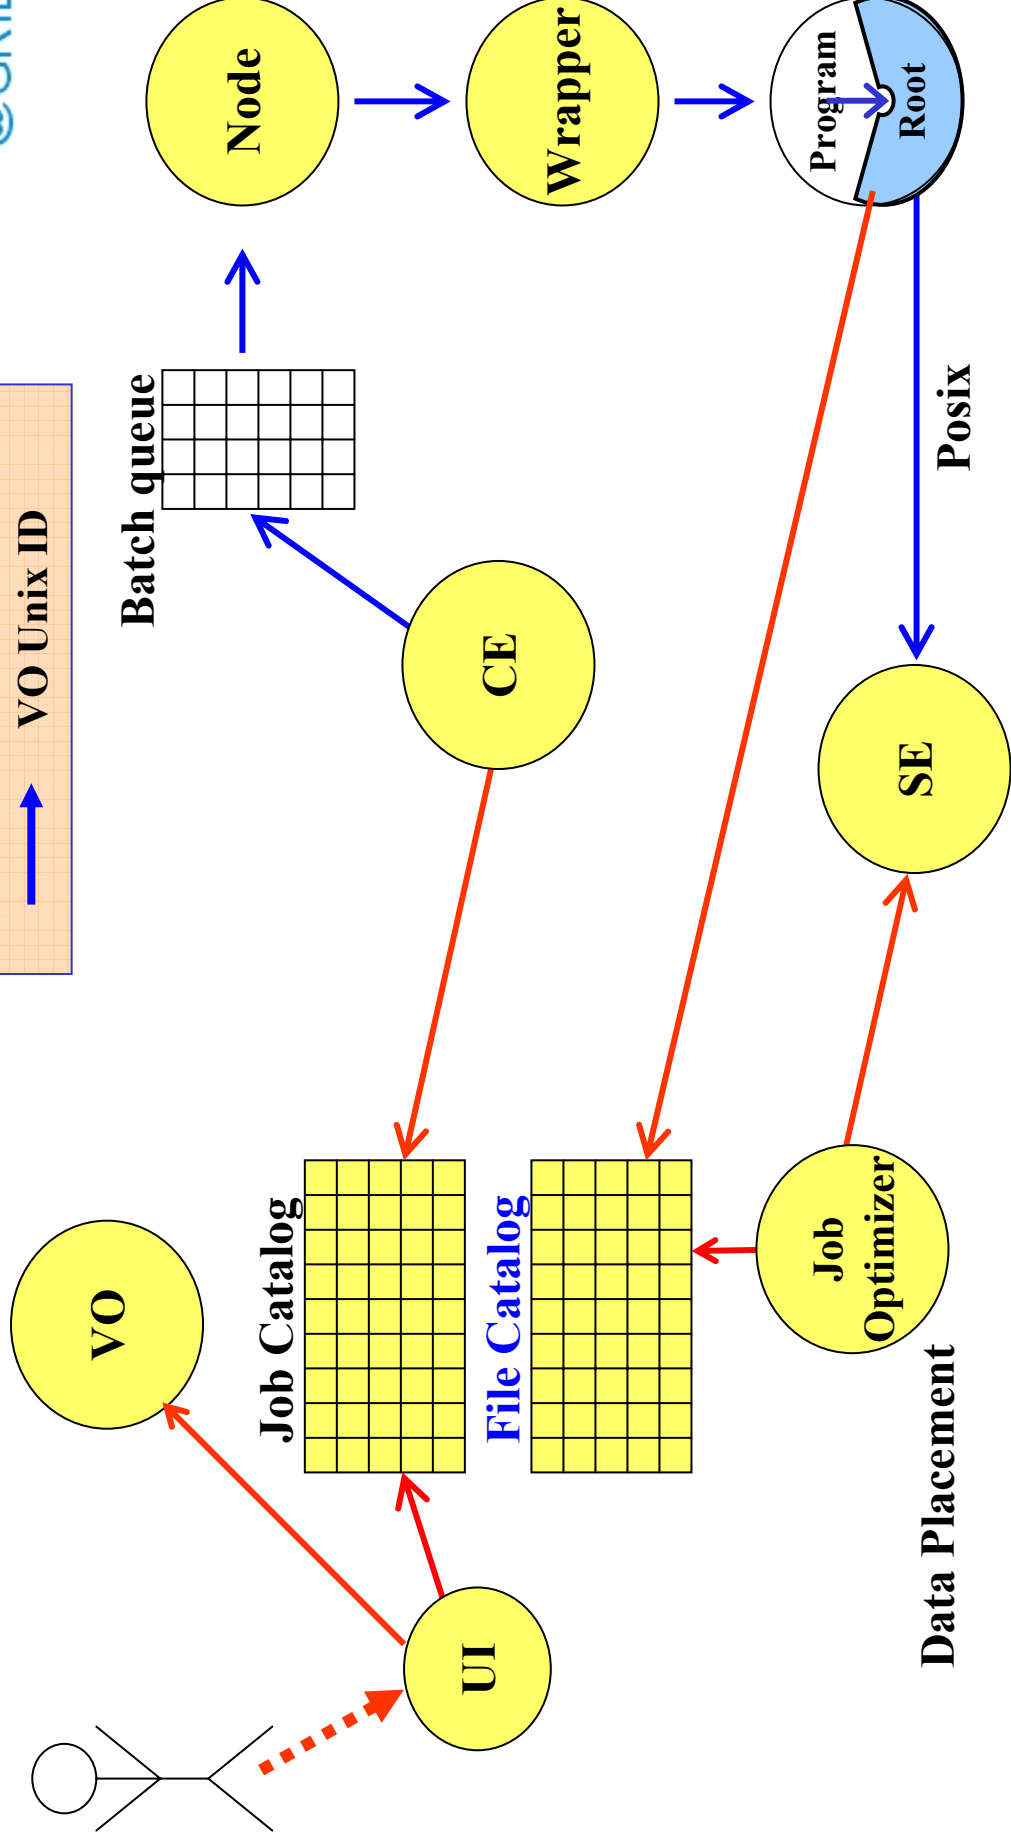 VO Unix ID
VO
Batch queue
Node
Job Catalog
UI
CE
File Catalog
Wrapper
Job
Optimizer
SE
Program
Root
Posix
Data Placement